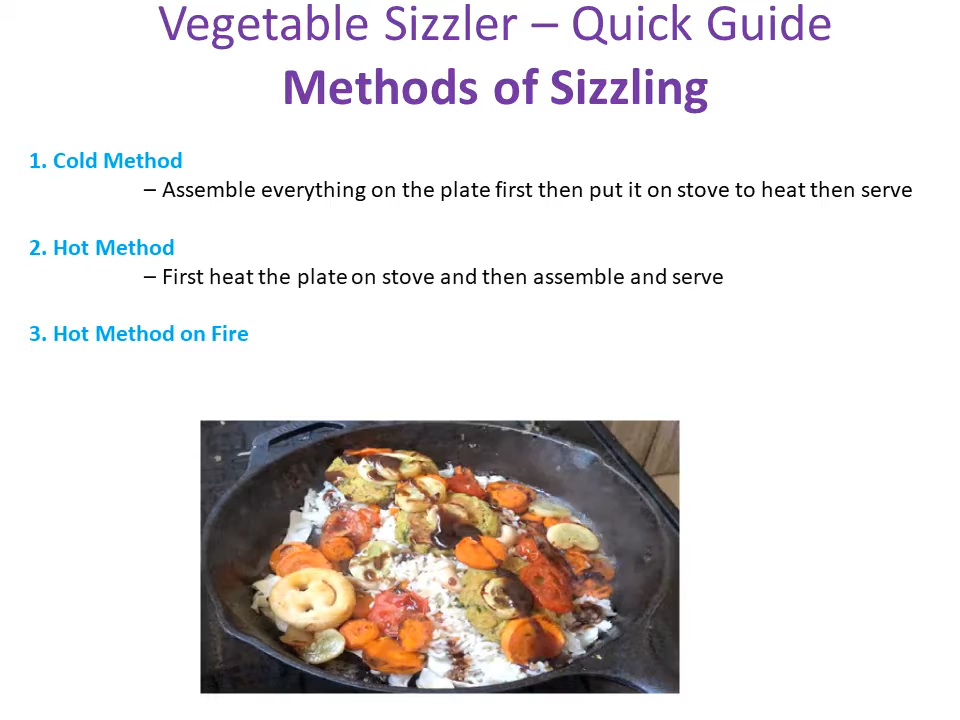 Vegetable Sizzler – Quick Guide
Methods of Sizzling
1. Cold Method
– Assemble everything on the plate first then put it on stove to heat then serve
2. Hot Method
– First heat the plate on stove and then assemble and serve
3. Hot Method on Fire